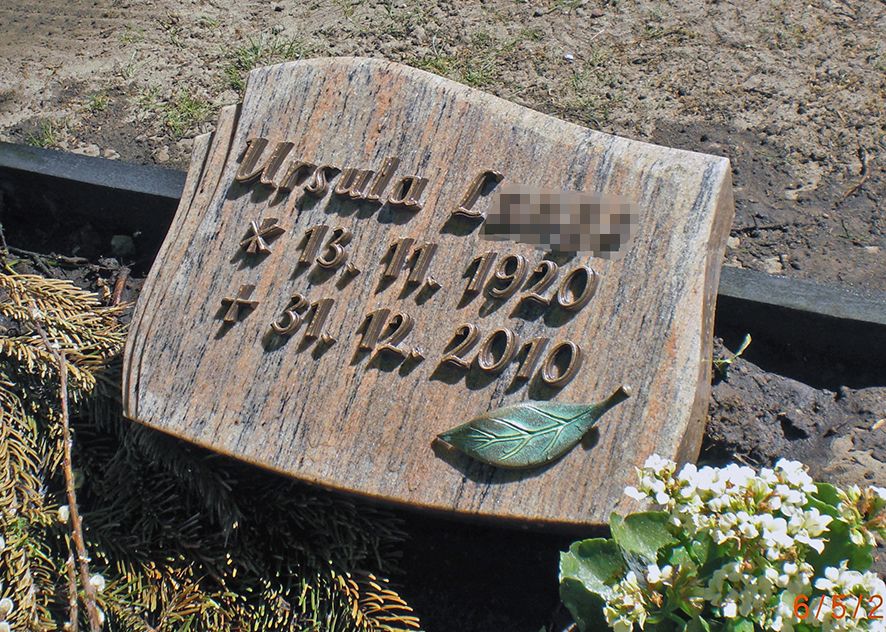 Ursula L
* 13. 11. 1920
+ 31. 12. 2010
6/5/2